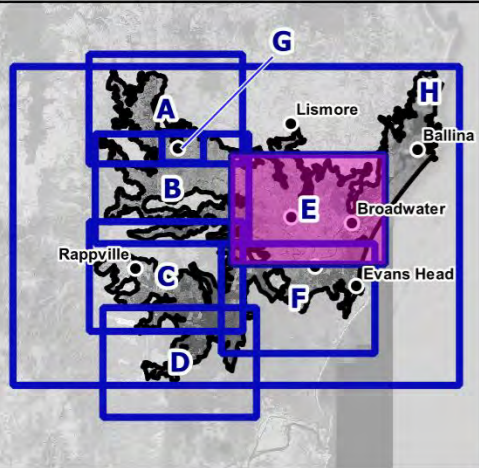 G
A
H
Lismore
Ballina
B
E
Broadwater
Rappville
C
Evans Head
F
D